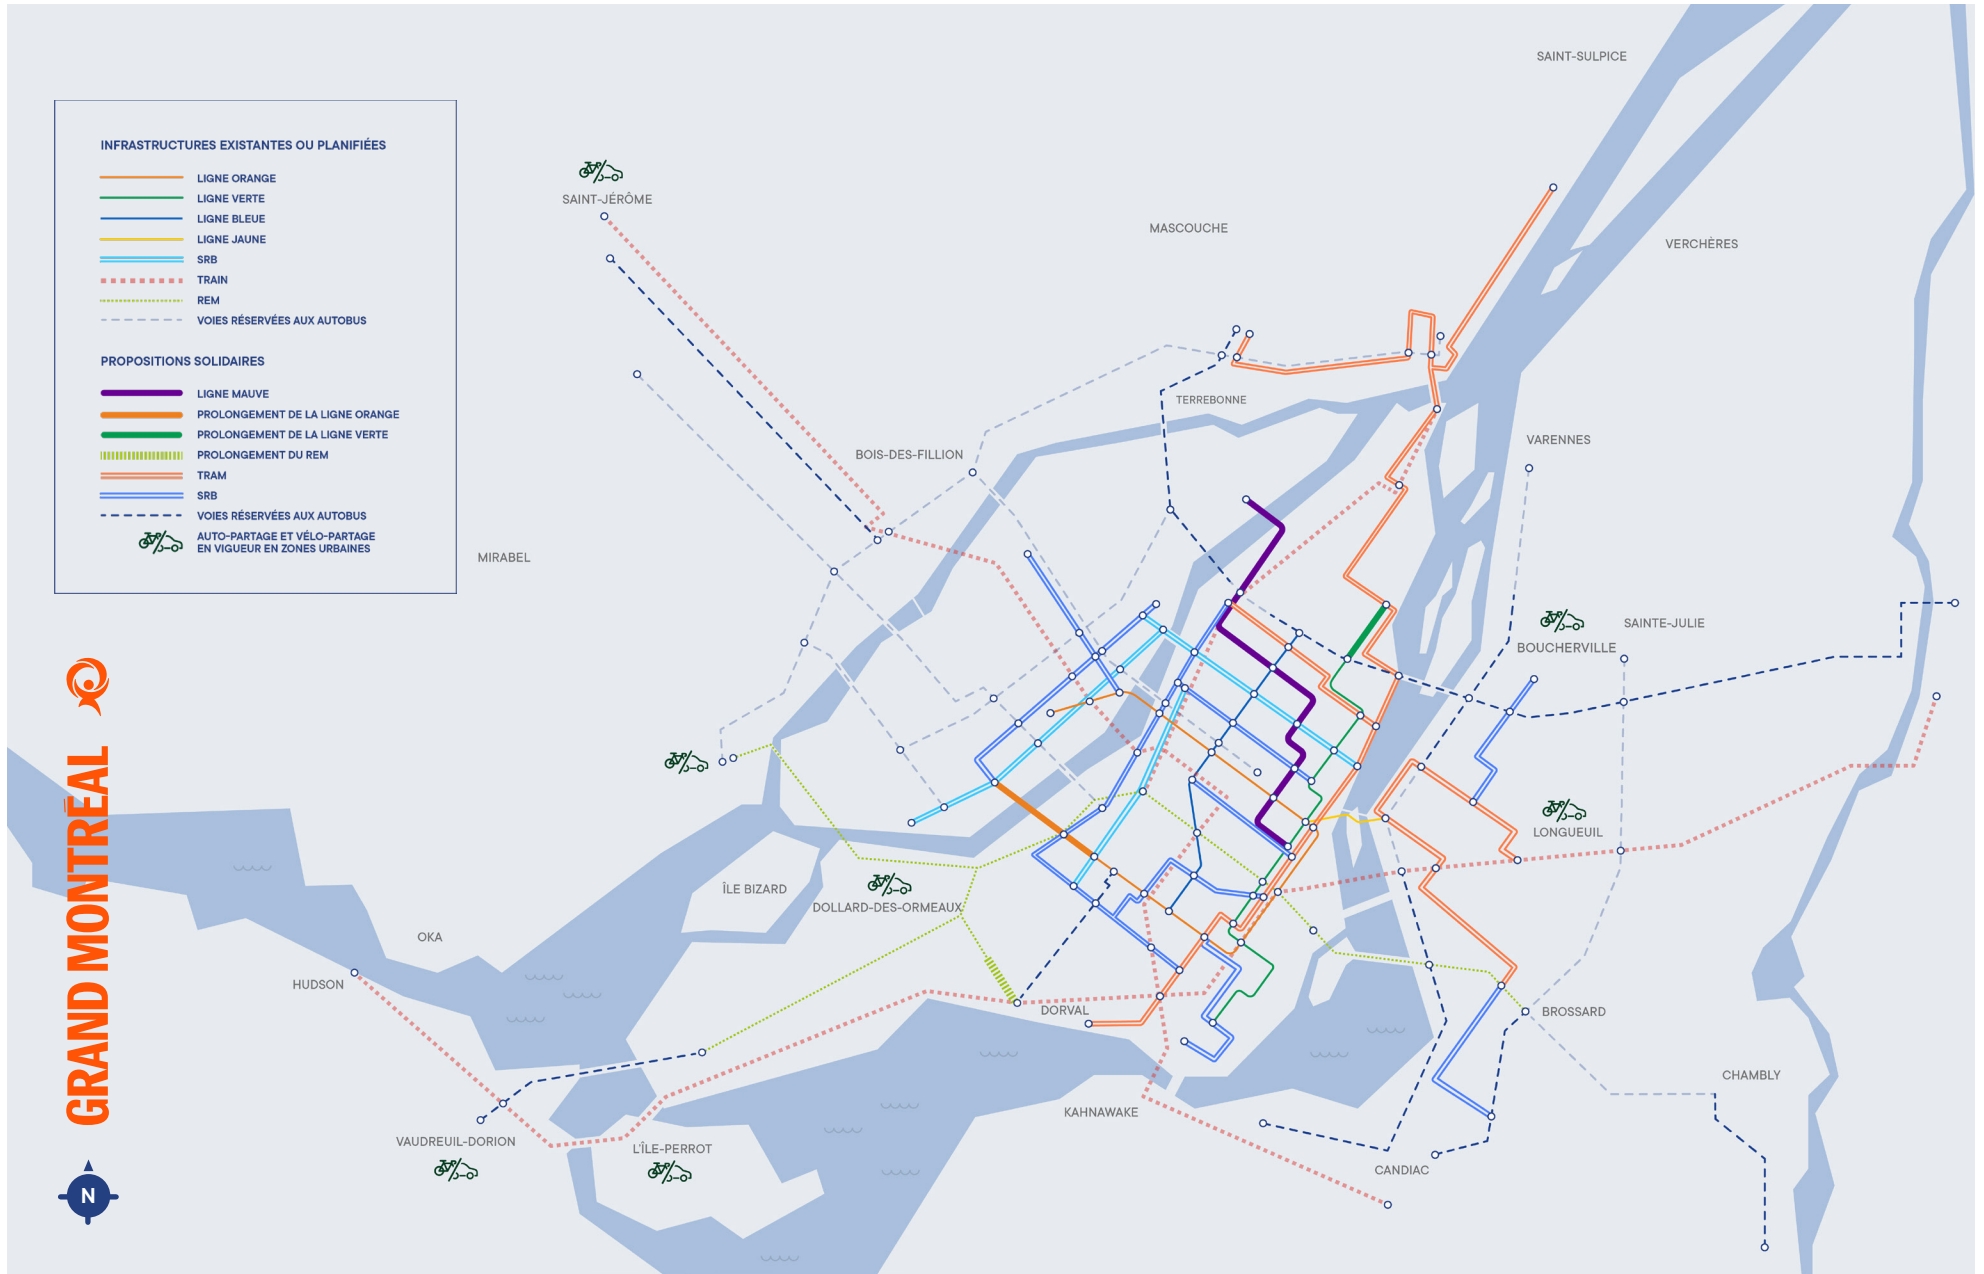 INFRASTRUCTURES EXISTANTES OU PLANIFIÉES
LIGNE ORANGE
LIGNE VERTE
LIGNE BLEUE
LIGNE JAUNE
SRB
TRAIN
REM
VOIES RÉSERVÉES AUX AUTOBUS
PROPOSITIONS SOLIDAIRES
LIGNE MAUVE
PROLONGEMENT DE LA LIGNE ORANGE
PROLONGEMENT DE LA LIGNE VERTE
PROLONGEMENT DU REM
TRAM
SRB
VOIES RÉSERVÉES AUX AUTOBUS
AUTO-PARTAGE ET VÉLO-PARTAGE
EN VIGUEUR EN ZONES URBAINES
GRAND MONTRÉAL
N
SAINT-SULPICE
SAINT-JÉRÔME
MASCOUCHE
VERCHÈRES
TERREBONNE
VARENNES
BOIS-DES-FILLION
MIRABEL
SAINTE-JULIE
BOUCHERVILLE
LONGUEUIL
ÎLE BIZARD
DOLLARD-DES-ORMEAUX
OKA
HUDSON
DORVAL
BROSSARD
CHAMBLY
KAHNAWAKE
VAUDREUIL-DORION
L'ÎLE-PERROT
CANDIAC